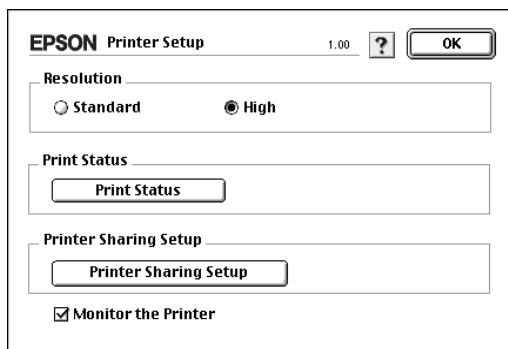 EPSON Printer Setup 1.00 ? OK
Resolution
Standard High
Print Status
Print Status
Printer Sharing Setup
Printer Sharing Setup
Monitor the Printer